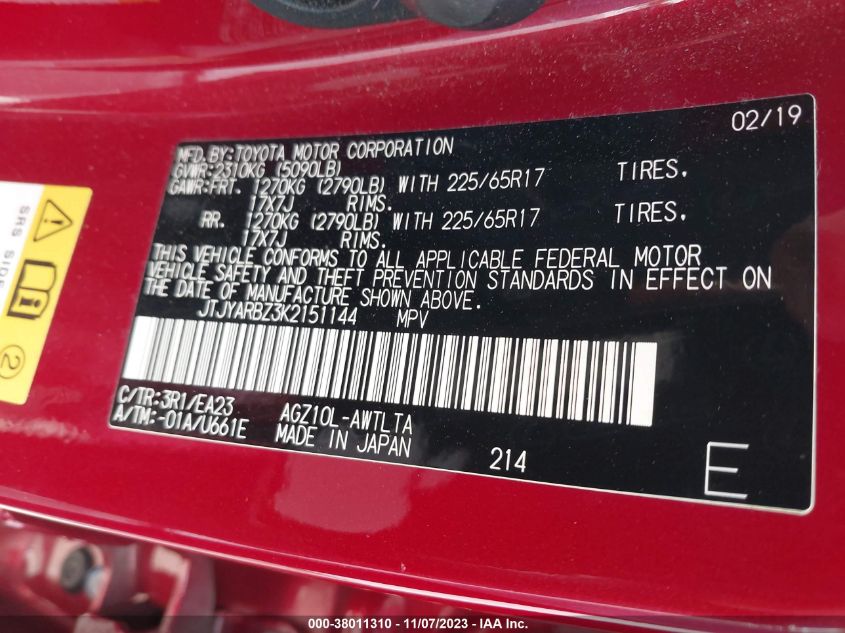 02/19
MFD. BY: TOYOTA MOTOR CORPORATION
GVWR: 2310KG (5090LB)
GAWR: FRT. 1270KG (2790LB) WITH 225/65R17 TIRES.
17X7J RIMS.
RR. 1270KG (2790LB) WITH 225/65R17 TIRES.
17X7J RIMS.
THIS VEHICLE CONFORMS TO ALL APPLICABLE FEDERAL MOTOR
VEHICLE SAFETY AND THEFT PREVENTION STANDARDS IN EFFECT ON
THE DATE OF MANUFACTURE SHOWN ABOVE.
JTJYARBZ3K2151144 MPV
C/TR: 3R1/EA23 AGZ10L-AWTLTA
A/TM: -01A/U661E MADE IN JAPAN
214 E
SRS SIDE
2
000-38011310 - 11/07/2023 - IAAI Inc.